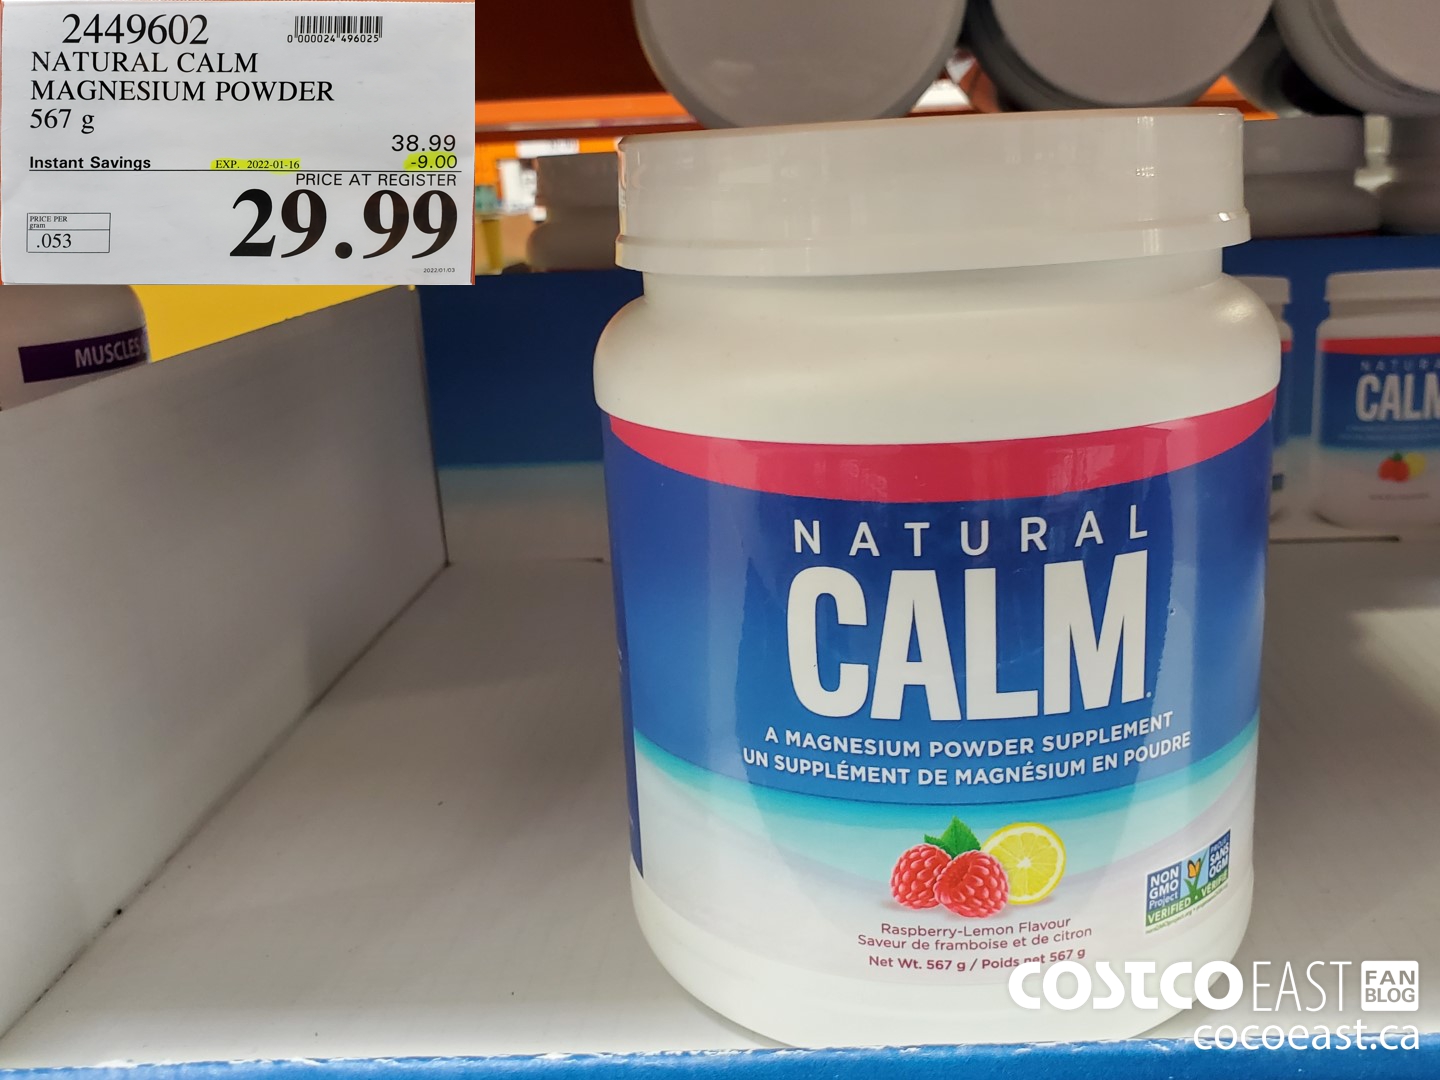 2449602
0 000024 496025
NATURAL CALM
MAGNESIUM POWDER
567 g
38.99
Instant Savings EXP. 2022-01-16 -9.00
PRICE AT REGISTER
29.99
PRICE PER
gram
.053
2022/01/03
MUSCLES
NATURAL
CALM
A MAGNESIUM POWDER SUPPLEMENT
UN SUPPLÉMENT DE MAGNÉSIUM EN POUDRE
NON
GMO
Project
VERIFIED • VÉRIFIÉ
SANS
OGM
Raspberry-Lemon Flavour
Saveur de framboise et de citron
Net Wt. 567 g / Poids net 567 g
CALM
COSTCO EAST FAN
BLOG
cocoeast.ca